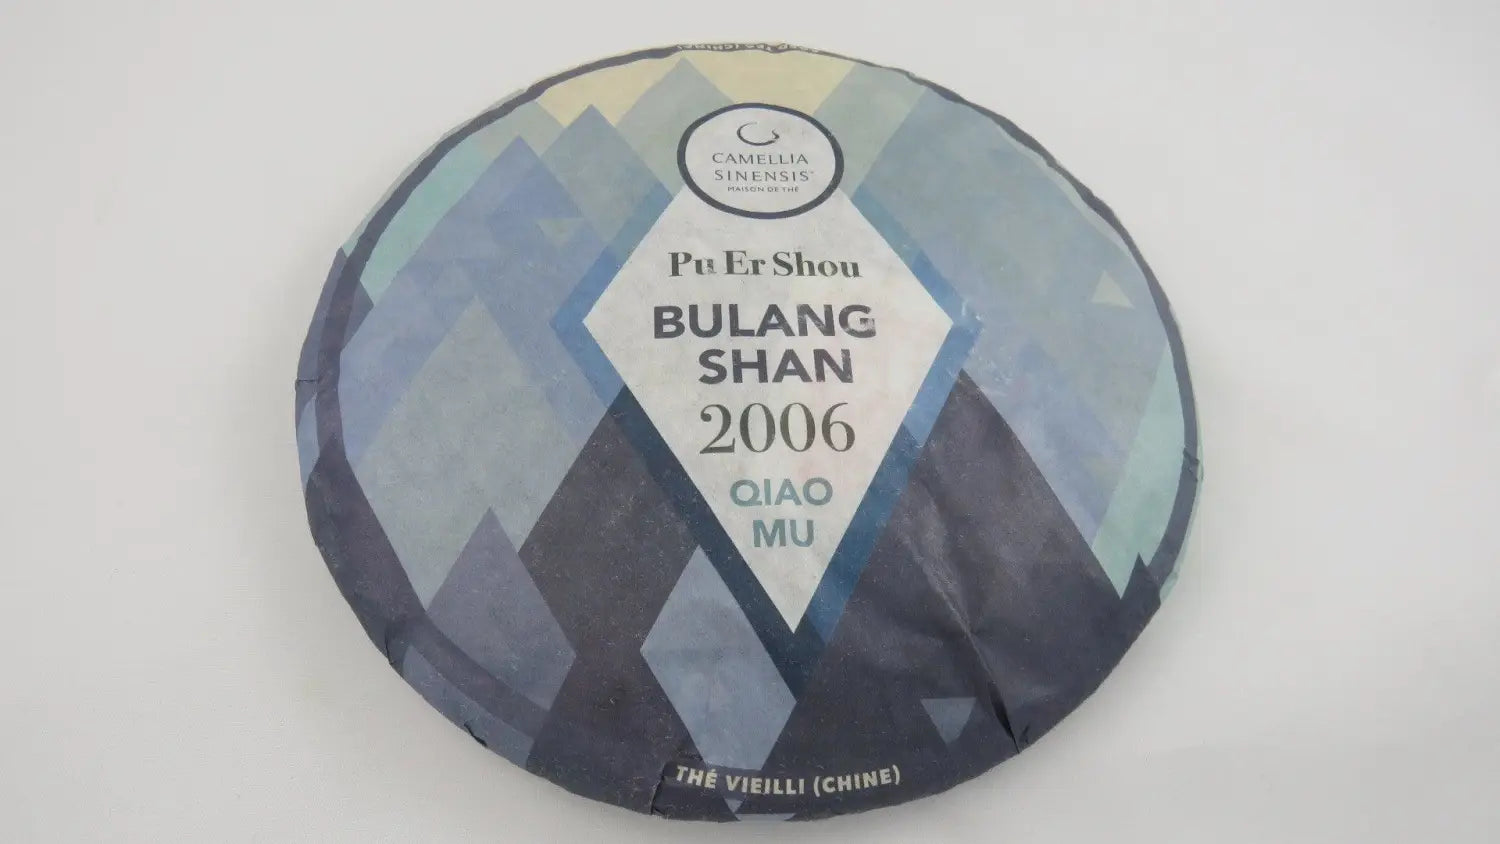 CAMELLIA
SINENSIS
MAISON DE THÉ
Pu Er Shou
BULANG
SHAN
2006
QIAO
MU
THÉ VIEILLI (CHINE)